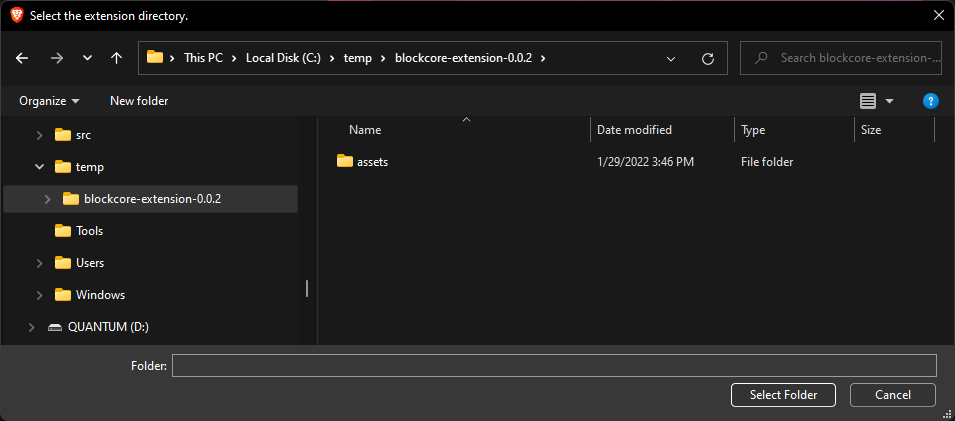 Select the extension directory.
This PC > Local Disk (C:) > temp > blockcore-extension-0.0.2 >
Search blockcore-extension-...
Organize
New folder
?
Name
Date modified
Type
Size
src
temp
blockcore-extension-0.0.2
Tools
Users
Windows
QUANTUM (D:)
assets
1/29/2022 3:46 PM
File folder
Folder:
Select Folder
Cancel